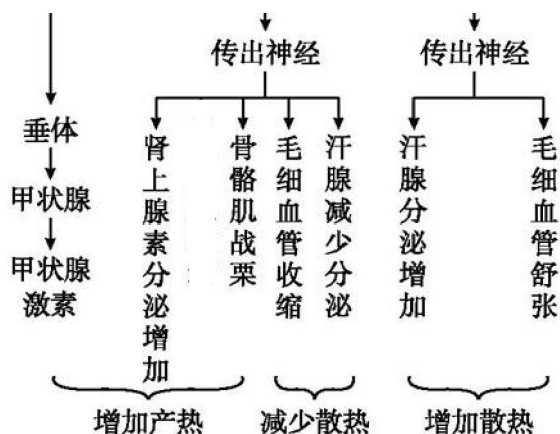 传出神经
传出神经
垂体
甲状腺
甲状腺
激素
肾上腺素分泌增加
骨骼肌战栗
毛细血管收缩
汗腺减少分泌
汗腺分泌增加
毛细血管舒张
增加产热
减少散热
增加散热